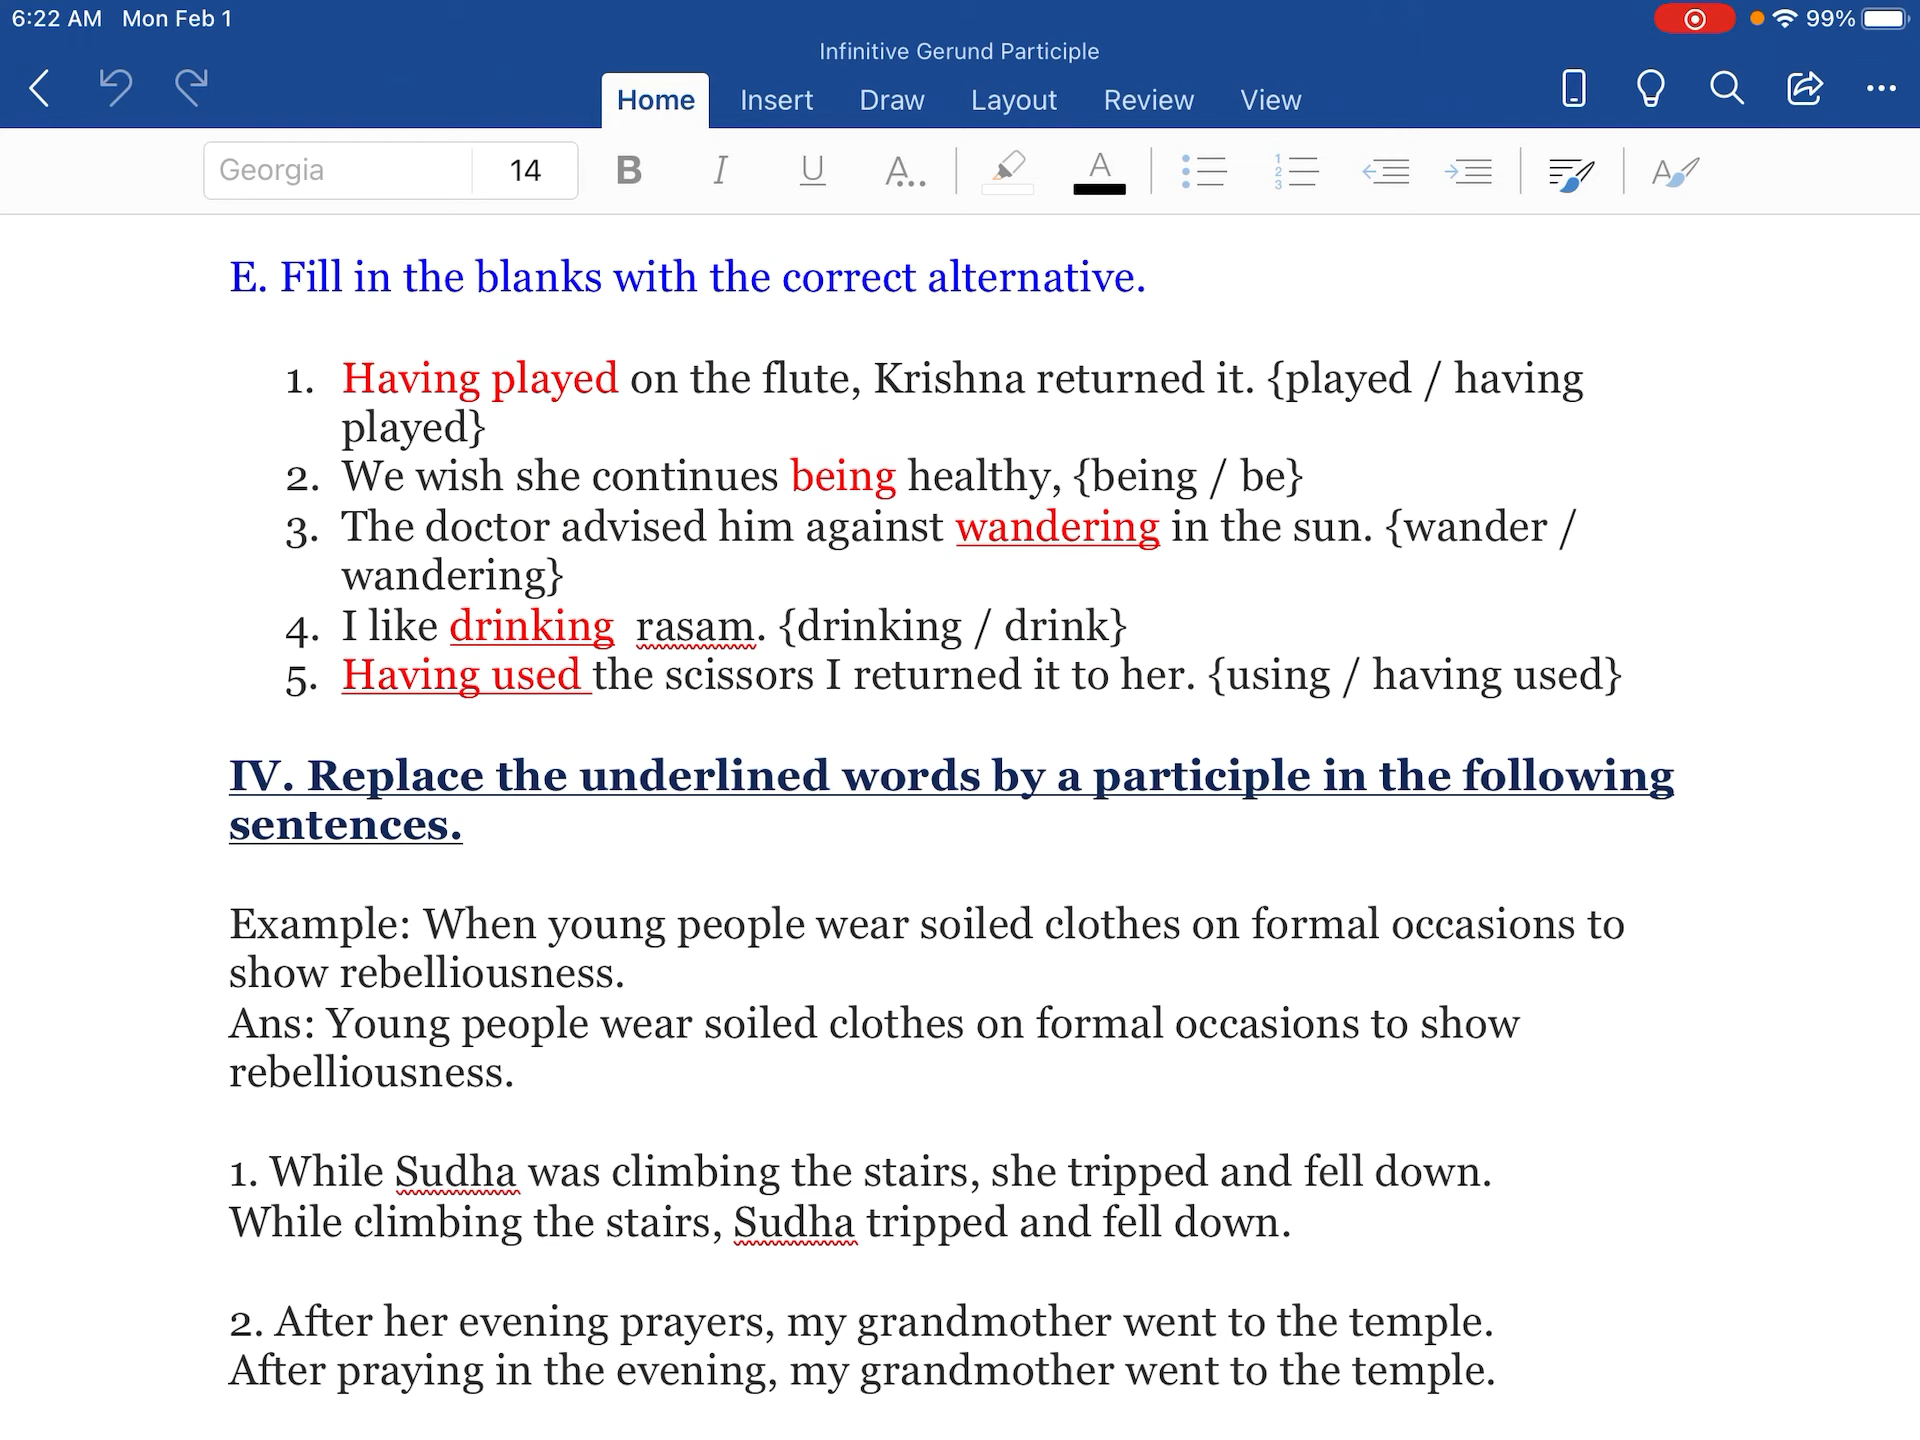 6:22 AM Mon Feb 1
99%
Infinitive Gerund Participle
Home Insert Draw Layout Review View
Georgia 14 B I U A... A
E. Fill in the blanks with the correct alternative.
1. Having played on the flute, Krishna returned it. {played / having
played}
2. We wish she continues being healthy, {being / be}
3. The doctor advised him against wandering in the sun. {wander /
wandering}
4. I like drinking rasam. {drinking / drink}
5. Having used the scissors I returned it to her. {using / having used}
IV. Replace the underlined words by a participle in the following
sentences.
Example: When young people wear soiled clothes on formal occasions to
show rebelliousness.
Ans: Young people wear soiled clothes on formal occasions to show
rebelliousness.
1. While Sudha was climbing the stairs, she tripped and fell down.
While climbing the stairs, Sudha tripped and fell down.
2. After her evening prayers, my grandmother went to the temple.
After praying in the evening, my grandmother went to the temple.